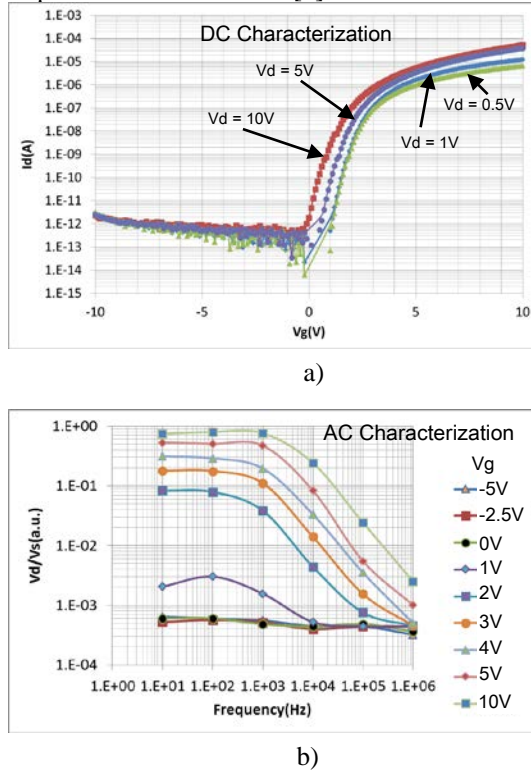 DC Characterization
1.E-03
1.E-04
1.E-05
1.E-06
1.E-07
1.E-08
1.E-09
1.E-10
1.E-11
1.E-12
1.E-13
1.E-14
1.E-15
Id(A)
Vd = 5V
Vd = 10V
Vd = 0.5V
Vd = 1V
-10
-5
0
5
10
Vg(V)
a)
AC Characterization
1.E+00
1.E-01
1.E-02
1.E-03
1.E-04
Vd/Vs(a.u.)
1.E+00 1.E+01 1.E+02 1.E+03 1.E+04 1.E+05 1.E+06
Frequency(Hz)
Vg
-5V
-2.5V
0V
1V
2V
3V
4V
5V
10V
b)